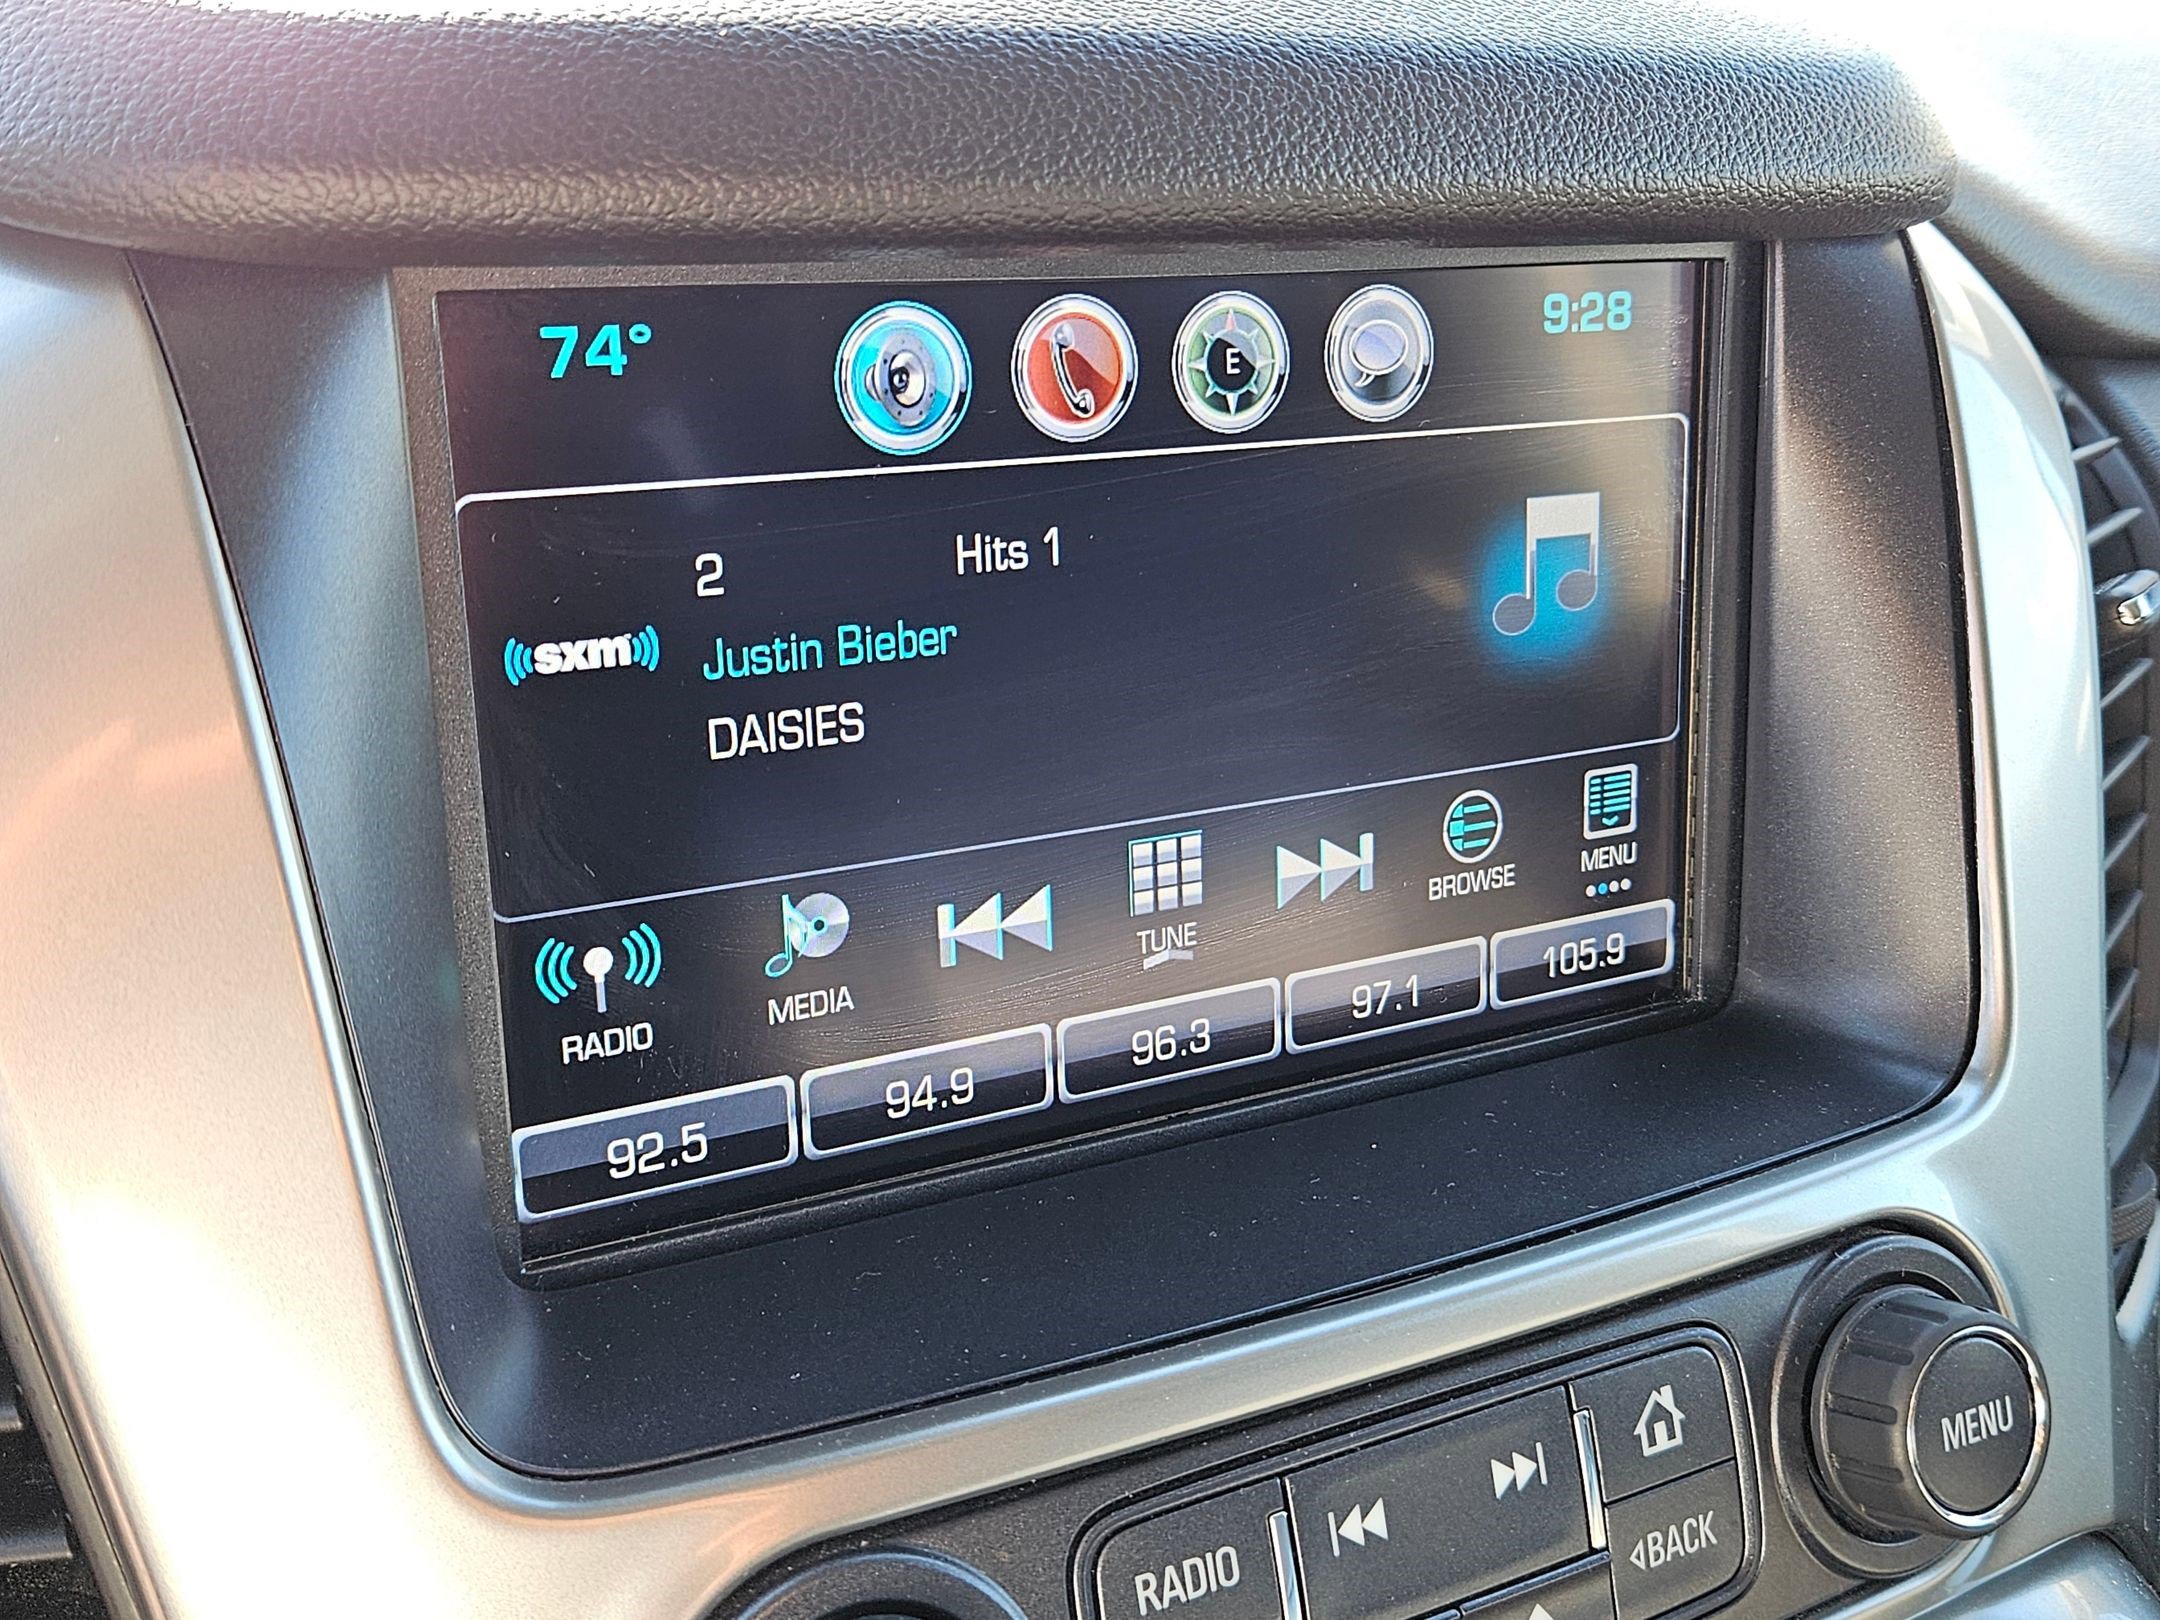 74°
E
9:28
2 Hits 1
((sxm))
Justin Bieber
DAISIES
RADIO
MEDIA
TUNE
BROWSE
MENU
92.5
94.9
96.3
97.1
105.9
RADIO
BACK
MENU